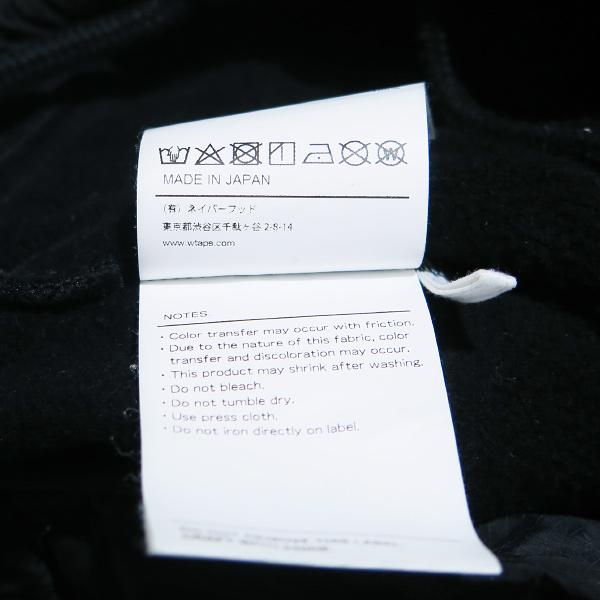 MADE IN JAPAN
(有) ネイバーフッド
東京都渋谷区千駄ヶ谷 2-8-14
www.wtaps.com
NOTES
・Color transfer may occur with friction.
・Due to the nature of this fabric, color
transfer and discoloration may occur.
・This product may shrink after washing.
・Do not bleach.
・Do not tumble dry.
・Use press cloth.
・Do not iron directly on label.